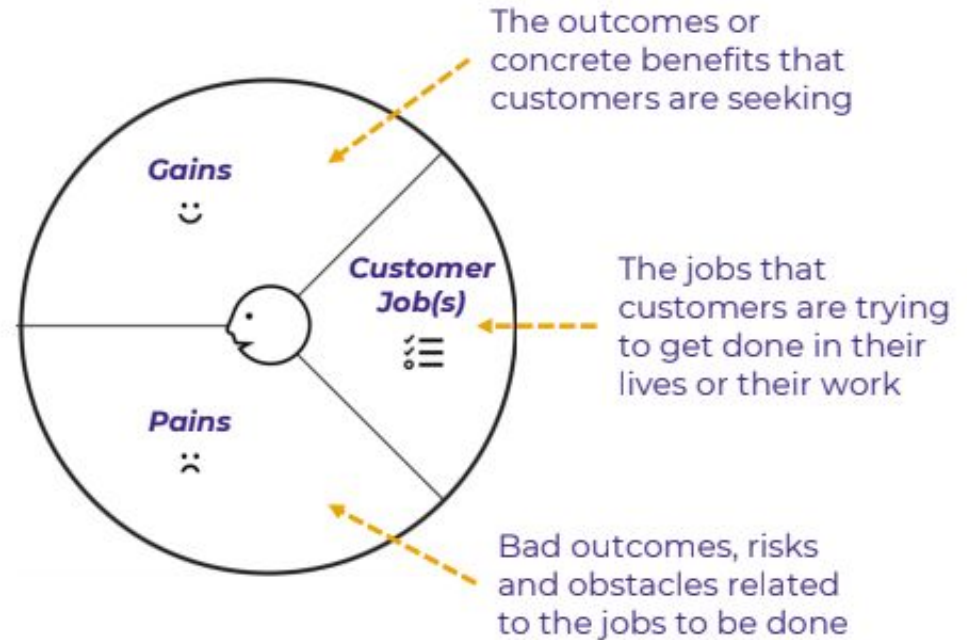 The outcomes or
concrete benefits that
customers are seeking
Gains
Customer
Job(s)
The jobs that
customers are trying
to get done in their
lives or their work
Pains
Bad outcomes, risks
and obstacles related
to the jobs to be done